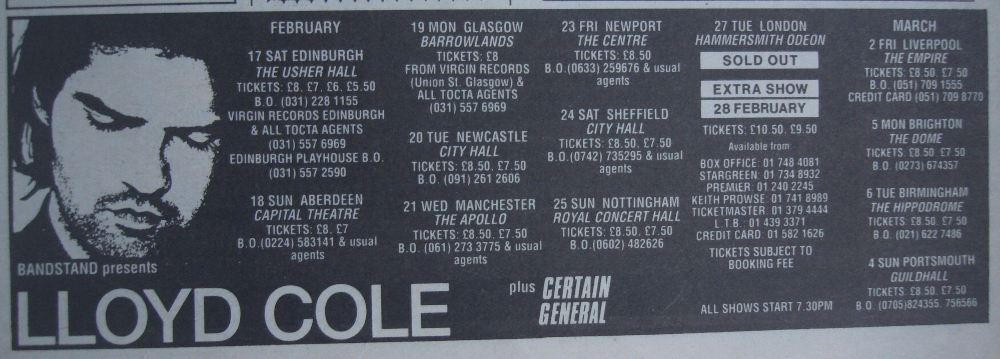 FEBRUARY
17 SAT EDINBURGH
THE USHER HALL
TICKETS: £8. £7. £6. £5.50
B.O. (031) 228 1155
VIRGIN RECORDS EDINBURGH
& ALL TOCTA AGENTS
(031) 557 6969
EDINBURGH PLAYHOUSE B.O.
(031) 557 2590
18 SUN ABERDEEN
CAPITAL THEATRE
TICKETS: £8. £7
B.O.(0224) 583141 & usual
agents
19 MON GLASGOW
BARROWLANDS
TICKETS: £8
FROM VIRGIN RECORDS
(Union St. Glasgow) &
ALL TOCTA AGENTS
(031) 557 6969
20 TUE NEWCASTLE
CITY HALL
TICKETS: £8.50. £7.50
B.O. (091) 261 2606
21 WED MANCHESTER
THE APOLLO
TICKETS: £8.50. £7.50
B.O. (061) 273 3775 & usual
agents
23 FRI NEWPORT
THE CENTRE
TICKETS: £8.50
B.O.(0633) 259676 & usual
agents
24 SAT SHEFFIELD
CITY HALL
TICKETS: £8.50. £7.50
B.O.(0742) 735295 & usual
agents
25 SUN NOTTINGHAM
ROYAL CONCERT HALL
TICKETS: £8.50. £7.50
B.O.(0602) 482626
27 TUE LONDON
HAMMERSMITH ODEON
SOLD OUT
EXTRA SHOW
28 FEBRUARY
TICKETS: £10.50. £9.50
Available from
BOX OFFICE: 01 748 4081
STARGREEN: 01 734 8932
PREMIER: 01 240 2245
KEITH PROWSE: 01 741 8989
TICKETMASTER: 01 379 4444
L.T.B. 01 439 3371
CREDIT CARD: 01 582 1626
TICKETS SUBJECT TO
BOOKING FEE
MARCH
2 FRI LIVERPOOL
THE EMPIRE
TICKETS: £8.50. £7.50
B.O. (051) 709 1555
CREDIT CARD (051) 709 8770
5 MON BRIGHTON
THE DOME
TICKETS £8.50 £7.50
B.O. (0273) 674357
6 TUE BIRMINGHAM
THE HIPPODROME
TICKETS: £8.50. £7.50
B.O. (021) 622 7486
4 SUN PORTSMOUTH
GUILDHALL
TICKETS: £8.50. £7.50
B.O. (0705)824355. 756566
BANDSTAND presents
LLOYD COLE
plus CERTAIN
GENERAL
ALL SHOWS START 7.30PM